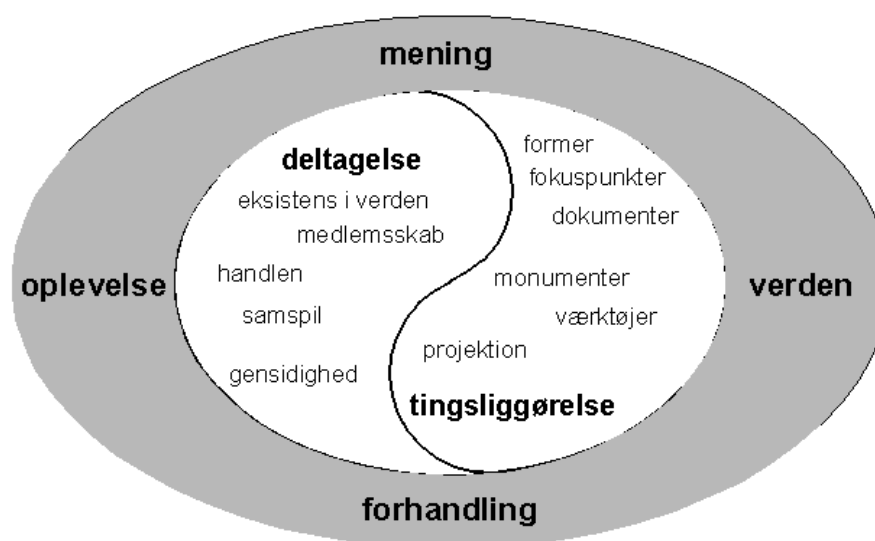 mening
deltagelse
eksistens i verden
medlemsskab
handlen
samspil
gensidighed
former
fokuspunkter
dokumenter
monumenter
værktøjer
projektion
tingsliggørelse
oplevelse
verden
forhandling